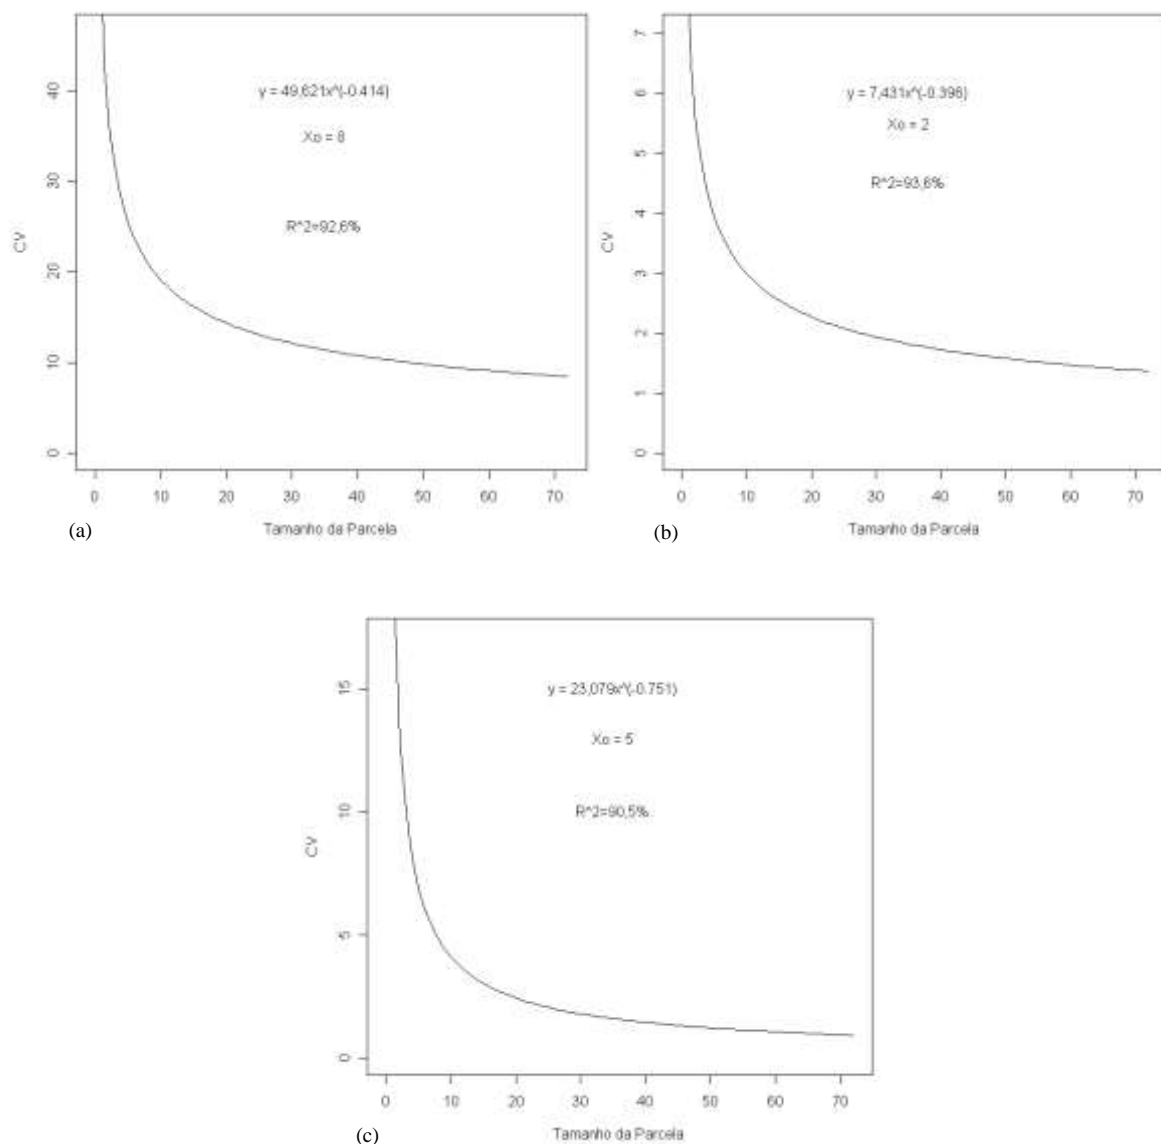 y = 49,621x^(-0.414)
Xo = 8
R^2=92,6%
CV
0
10
20
30
40
0 10 20 30 40 50 60 70
Tamanho da Parcela
(a)
y = 7,431x^(-0.396)
Xo = 2
R^2=93,6%
CV
0
1
2
3
4
5
6
7
0 10 20 30 40 50 60 70
Tamanho da Parcela
(b)
y = 23,079x^(-0.751)
Xo = 5
R^2=90,5%
CV
0
5
10
15
0 10 20 30 40 50 60 70
Tamanho da Parcela
(c)